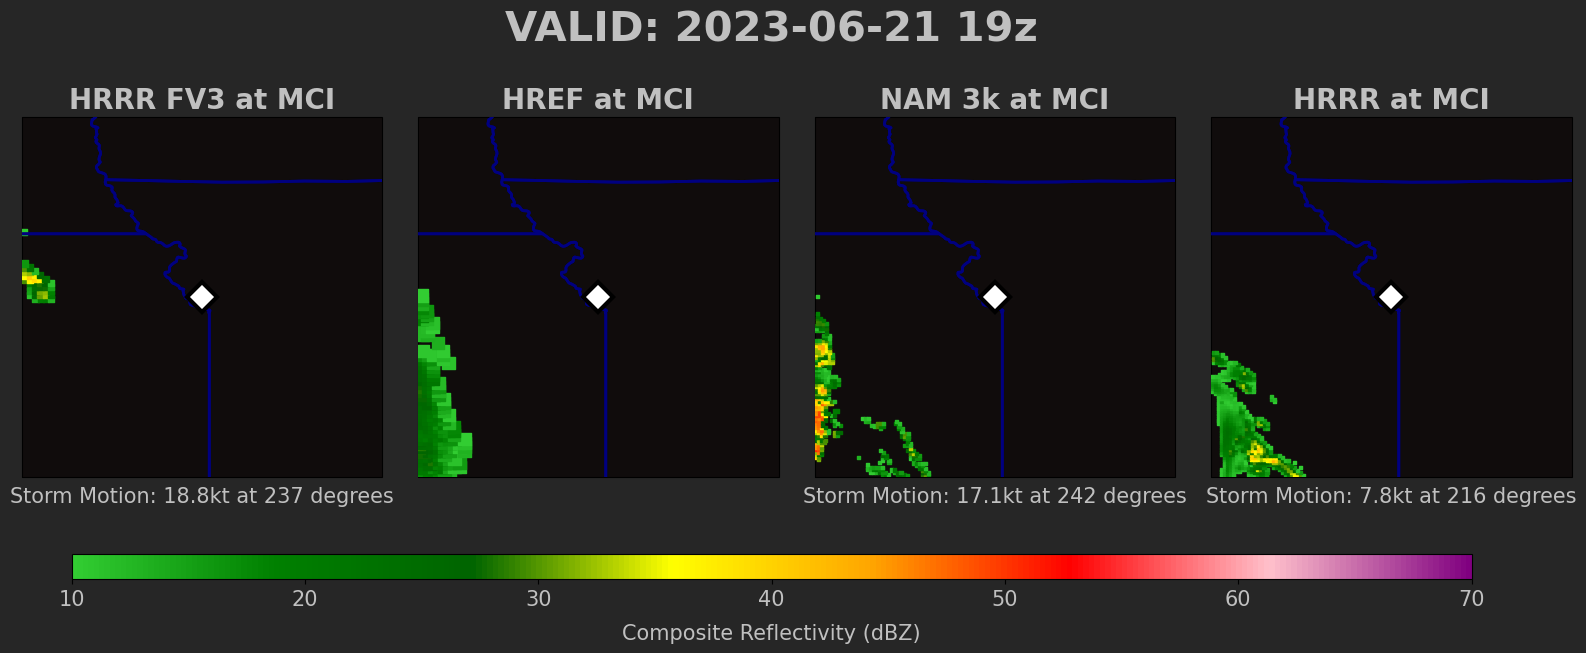 VALID: 2023-06-21 19z
HRRR FV3 at MCI
HREF at MCI
NAM 3k at MCI
HRRR at MCI
Storm Motion: 18.8kt at 237 degrees
Storm Motion: 17.1kt at 242 degrees
Storm Motion: 7.8kt at 216 degrees
10 20 30 40 50 60 70
Composite Reflectivity (dBZ)